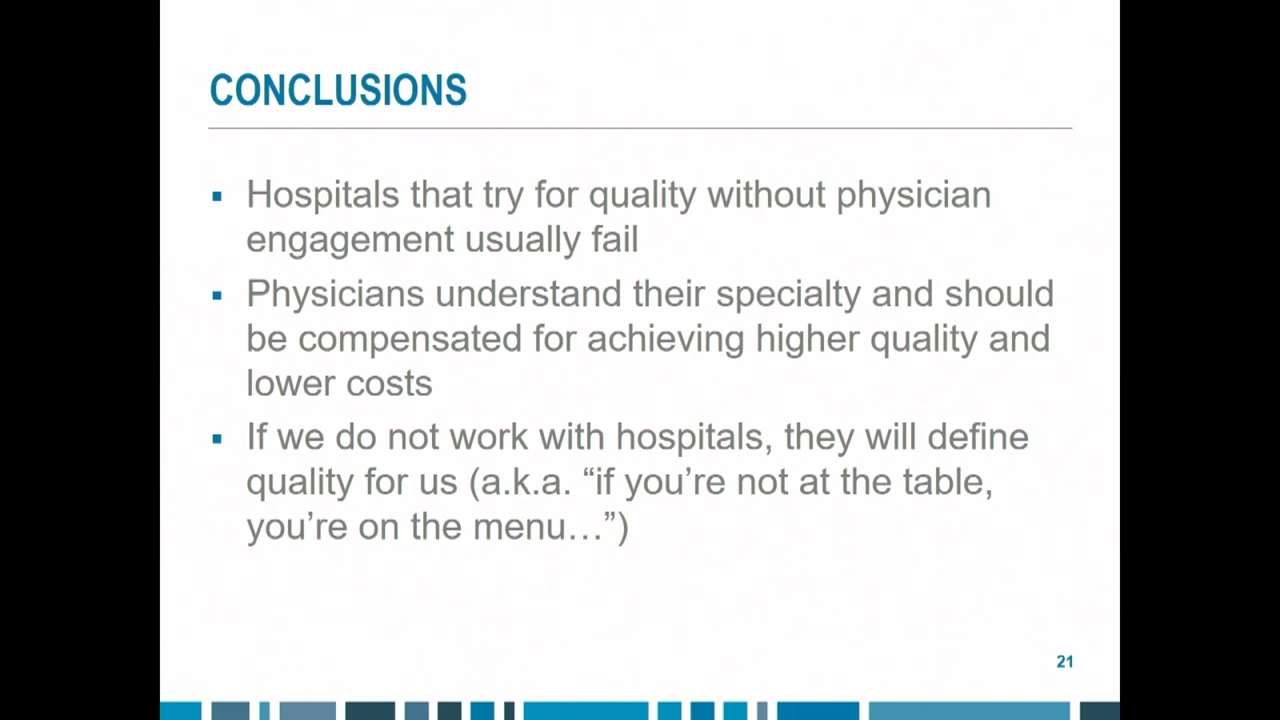 CONCLUSIONS
▪ Hospitals that try for quality without physician
engagement usually fail
▪ Physicians understand their specialty and should
be compensated for achieving higher quality and
lower costs
▪ If we do not work with hospitals, they will define
quality for us (a.k.a. “if you’re not at the table,
you’re on the menu…”)
21